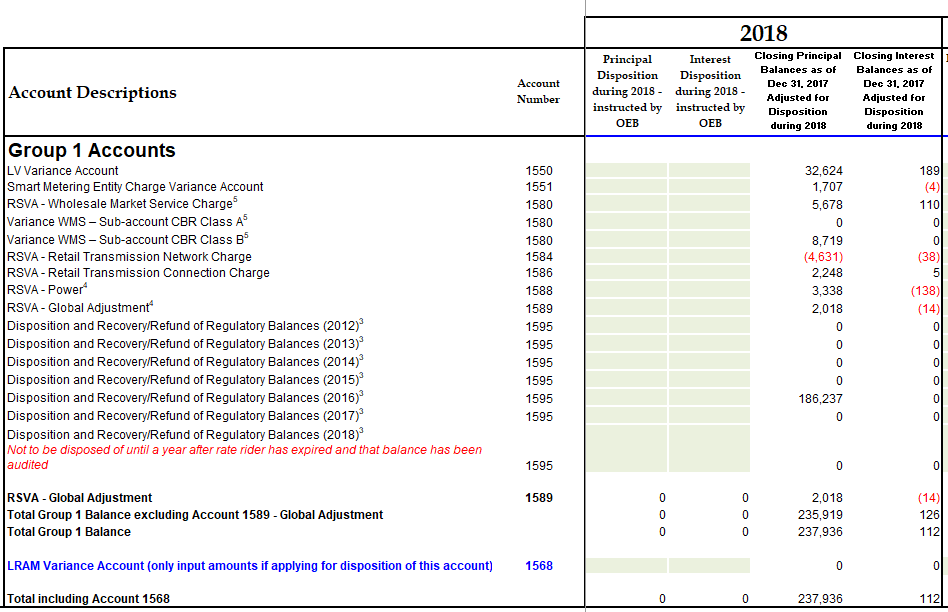 2018
Account Descriptions Account Number Principal Disposition during 2018 - instructed by OEB Interest Disposition during 2018 - instructed by OEB Closing Principal Balances as of Dec 31, 2017 Adjusted for Disposition during 2018 Closing Interest Balances as of Dec 31, 2017 Adjusted for Disposition during 2018
Group 1 Accounts
LV Variance Account 1550 32,624 189
Smart Metering Entity Charge Variance Account 1551 1,707 (4)
RSVA - Wholesale Market Service Charge⁵ 1580 5,678 110
Variance WMS – Sub-account CBR Class A⁵ 1580 0 0
Variance WMS – Sub-account CBR Class B⁵ 1580 8,719 0
RSVA - Retail Transmission Network Charge 1584 (4,631) (38)
RSVA - Retail Transmission Connection Charge 1586 2,248 5
RSVA - Power⁴ 1588 3,338 (138)
RSVA - Global Adjustment⁴ 1589 2,018 (14)
Disposition and Recovery/Refund of Regulatory Balances (2012)³ 1595 0 0
Disposition and Recovery/Refund of Regulatory Balances (2013)³ 1595 0 0
Disposition and Recovery/Refund of Regulatory Balances (2014)³ 1595 0 0
Disposition and Recovery/Refund of Regulatory Balances (2015)³ 1595 0 0
Disposition and Recovery/Refund of Regulatory Balances (2016)³ 1595 186,237 0
Disposition and Recovery/Refund of Regulatory Balances (2017)³ 1595 0 0
Disposition and Recovery/Refund of Regulatory Balances (2018)³
Not to be disposed of until a year after rate rider has expired and that balance has been
audited 1595 0 0
RSVA - Global Adjustment 1589 0 0 2,018 (14)
Total Group 1 Balance excluding Account 1589 - Global Adjustment 0 0 235,919 126
Total Group 1 Balance 0 0 237,936 112
LRAM Variance Account (only input amounts if applying for disposition of this account) 1568 0 0
Total including Account 1568 0 0 237,936 112